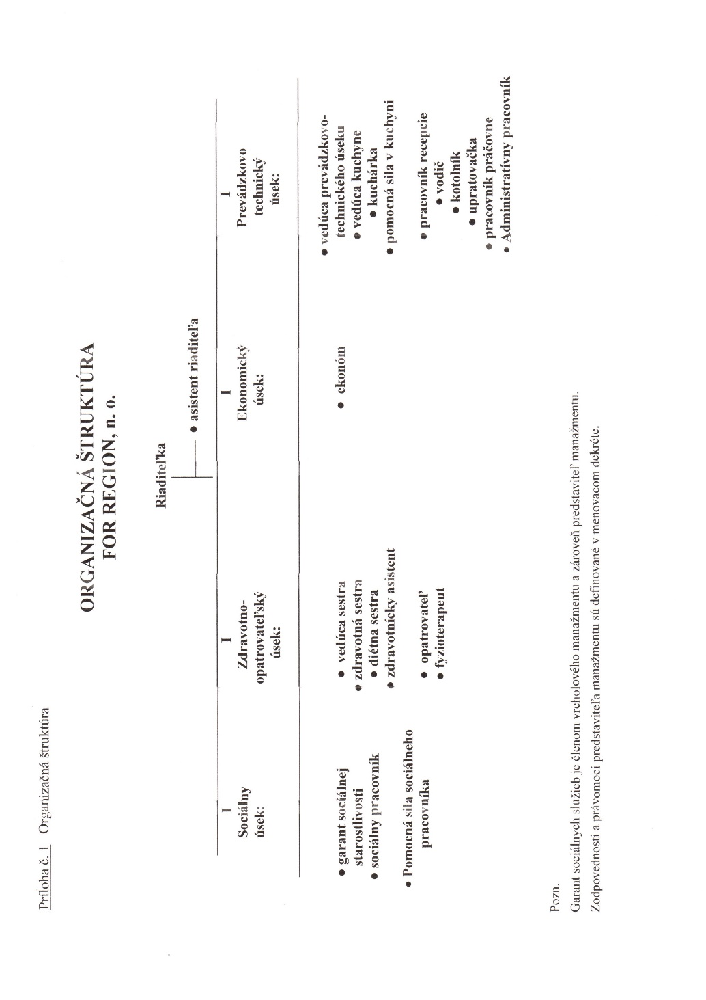 Príloha č. 1 Organizačná štruktúra
ORGANIZAČNÁ ŠTRUKTÚRA
FOR REGION, n. o.
Riaditeľka
• asistent riaditeľa
I
Sociálny
úsek:
I
Zdravotno-
opatrovateľský
úsek:
I
Ekonomický
úsek:
I
Prevádzkovo
technický
úsek:
• garant sociálnej
starostlivosti
• sociálny pracovník
• Pomocná sila sociálneho
pracovníka
• vedúca sestra
• zdravotná sestra
• diétna sestra
• zdravotnícky asistent
• opatrovateľ
• fyzioterapeut
• ekonóm
• vedúca prevádzkovo-
technického úseku
• vedúca kuchyne
• kuchárka
• pomocná sila v kuchyni
• pracovník recepcie
• vodič
• kotolník
• upratovačka
• pracovník práčovne
• Administratívny pracovník
Pozn.
Garant sociálnych služieb je členom vrcholového manažmentu a zároveň predstaviteľ manažmentu.
Zodpovednosti a právomoci predstaviteľa manažmentu sú definované v menovacom dekréte.